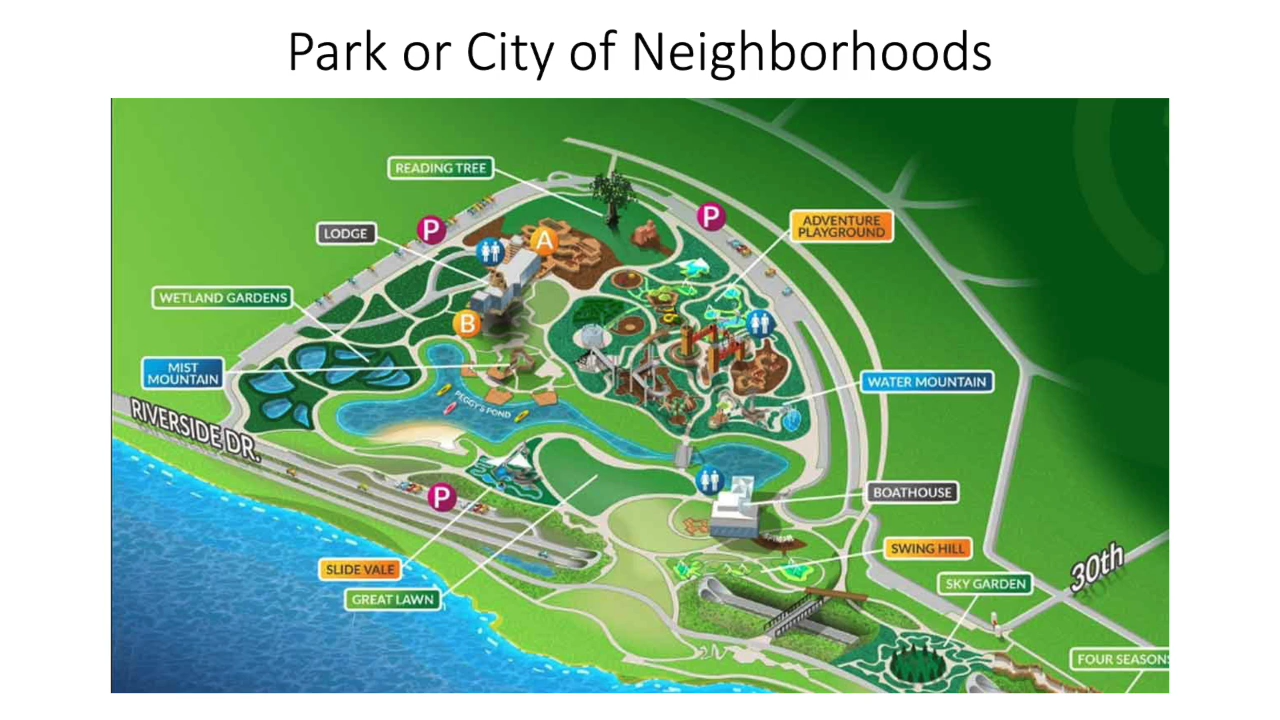 Park or City of Neighborhoods
READING TREE
P
P
ADVENTURE
PLAYGROUND
LODGE
A
WETLAND GARDENS
B
MIST
MOUNTAIN
WATER MOUNTAIN
PEGGY'S POND
RIVERSIDE DR.
P
BOATHOUSE
SWING HILL
SLIDE VALE
30th
SKY GARDEN
GREAT LAWN
FOUR SEASONS